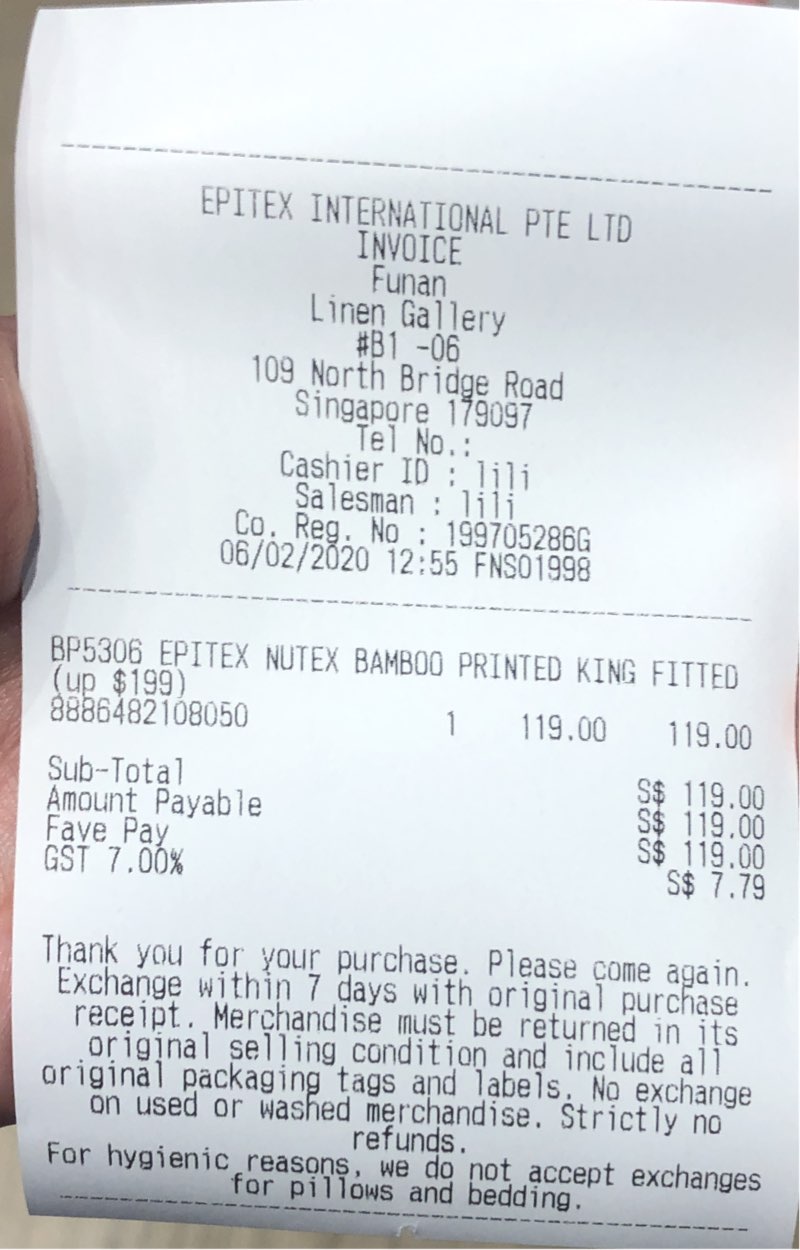 EPITEX INTERNATIONAL PTE LTD
INVOICE
Funan
Linen Gallery
#B1 -06
109 North Bridge Road
Singapore 179097
Tel No.:
Cashier ID : lili
Salesman : lili
Co. Reg. No : 199705286G
06/02/2020 12:55 FNSO1998
BP5306 EPITEX NUTEX BAMBOO PRINTED KING FITTED
(up $199)
8886482108050 1 119.00 119.00
Sub-Total S$ 119.00
Amount Payable S$ 119.00
Fave Pay S$ 119.00
GST 7.00% S$ 7.79
Thank you for your purchase. Please come again.
Exchange within 7 days with original purchase
receipt. Merchandise must be returned in its
original selling condition and include all
original packaging tags and labels. No exchange
on used or washed merchandise. Strictly no
refunds.
For hygienic reasons, we do not accept exchanges
for pillows and bedding.